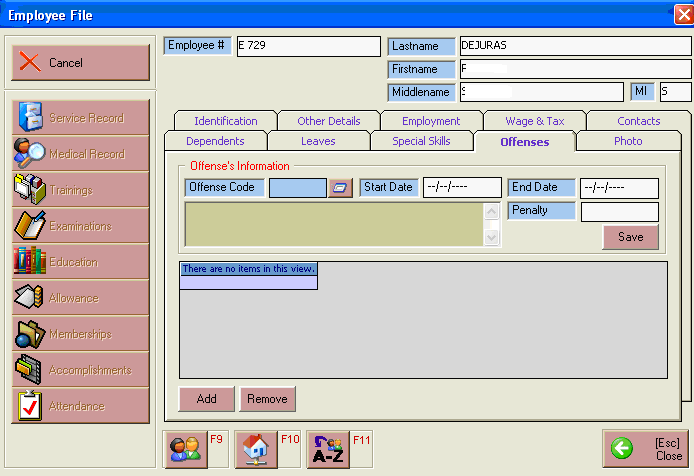 Employee File
Cancel
Service Record
Medical Record
Trainings
Examinations
Education
Allowance
Memberships
Accomplishments
Attendance
Employee # E 729
Lastname DEJURAS
Firstname
Middlename S MI S
Identification Other Details Employment Wage & Tax Contacts
Dependents Leaves Special Skills Offenses Photo
Offense's Information
Offense Code Start Date --/--/---- End Date --/--/----
Penalty
Save
There are no items in this view.
Add Remove
F9 F10 A-Z F11
[Esc]
Close